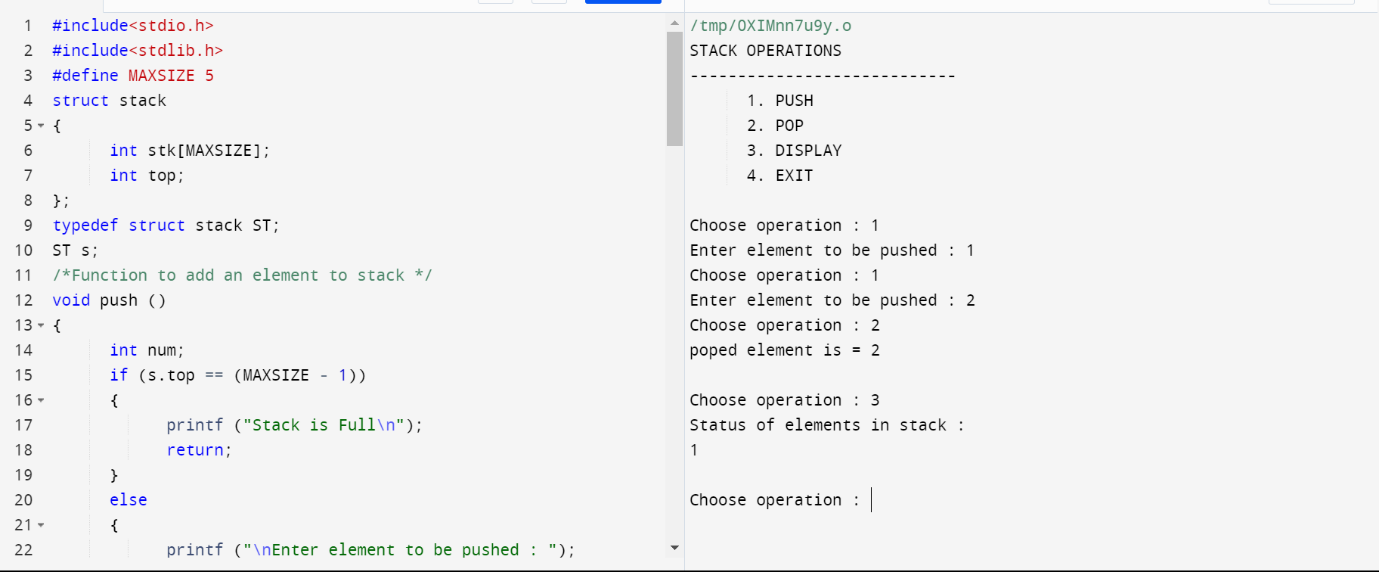 1 #include<stdio.h>
2 #include<stdlib.h>
3 #define MAXSIZE 5
4 struct stack
5 {
6 int stk[MAXSIZE];
7 int top;
8 };
9 typedef struct stack ST;
10 ST s;
11 /*Function to add an element to stack */
12 void push ()
13 {
14 int num;
15 if (s.top == (MAXSIZE - 1))
16 {
17 printf ("Stack is Full\n");
18 return;
19 }
20 else
21 {
22 printf ("\nEnter element to be pushed : ");
/tmp/OXIMnn7u9y.o
STACK OPERATIONS
----------------------------
1. PUSH
2. POP
3. DISPLAY
4. EXIT
Choose operation : 1
Enter element to be pushed : 1
Choose operation : 1
Enter element to be pushed : 2
Choose operation : 2
poped element is = 2
Choose operation : 3
Status of elements in stack :
1
Choose operation :